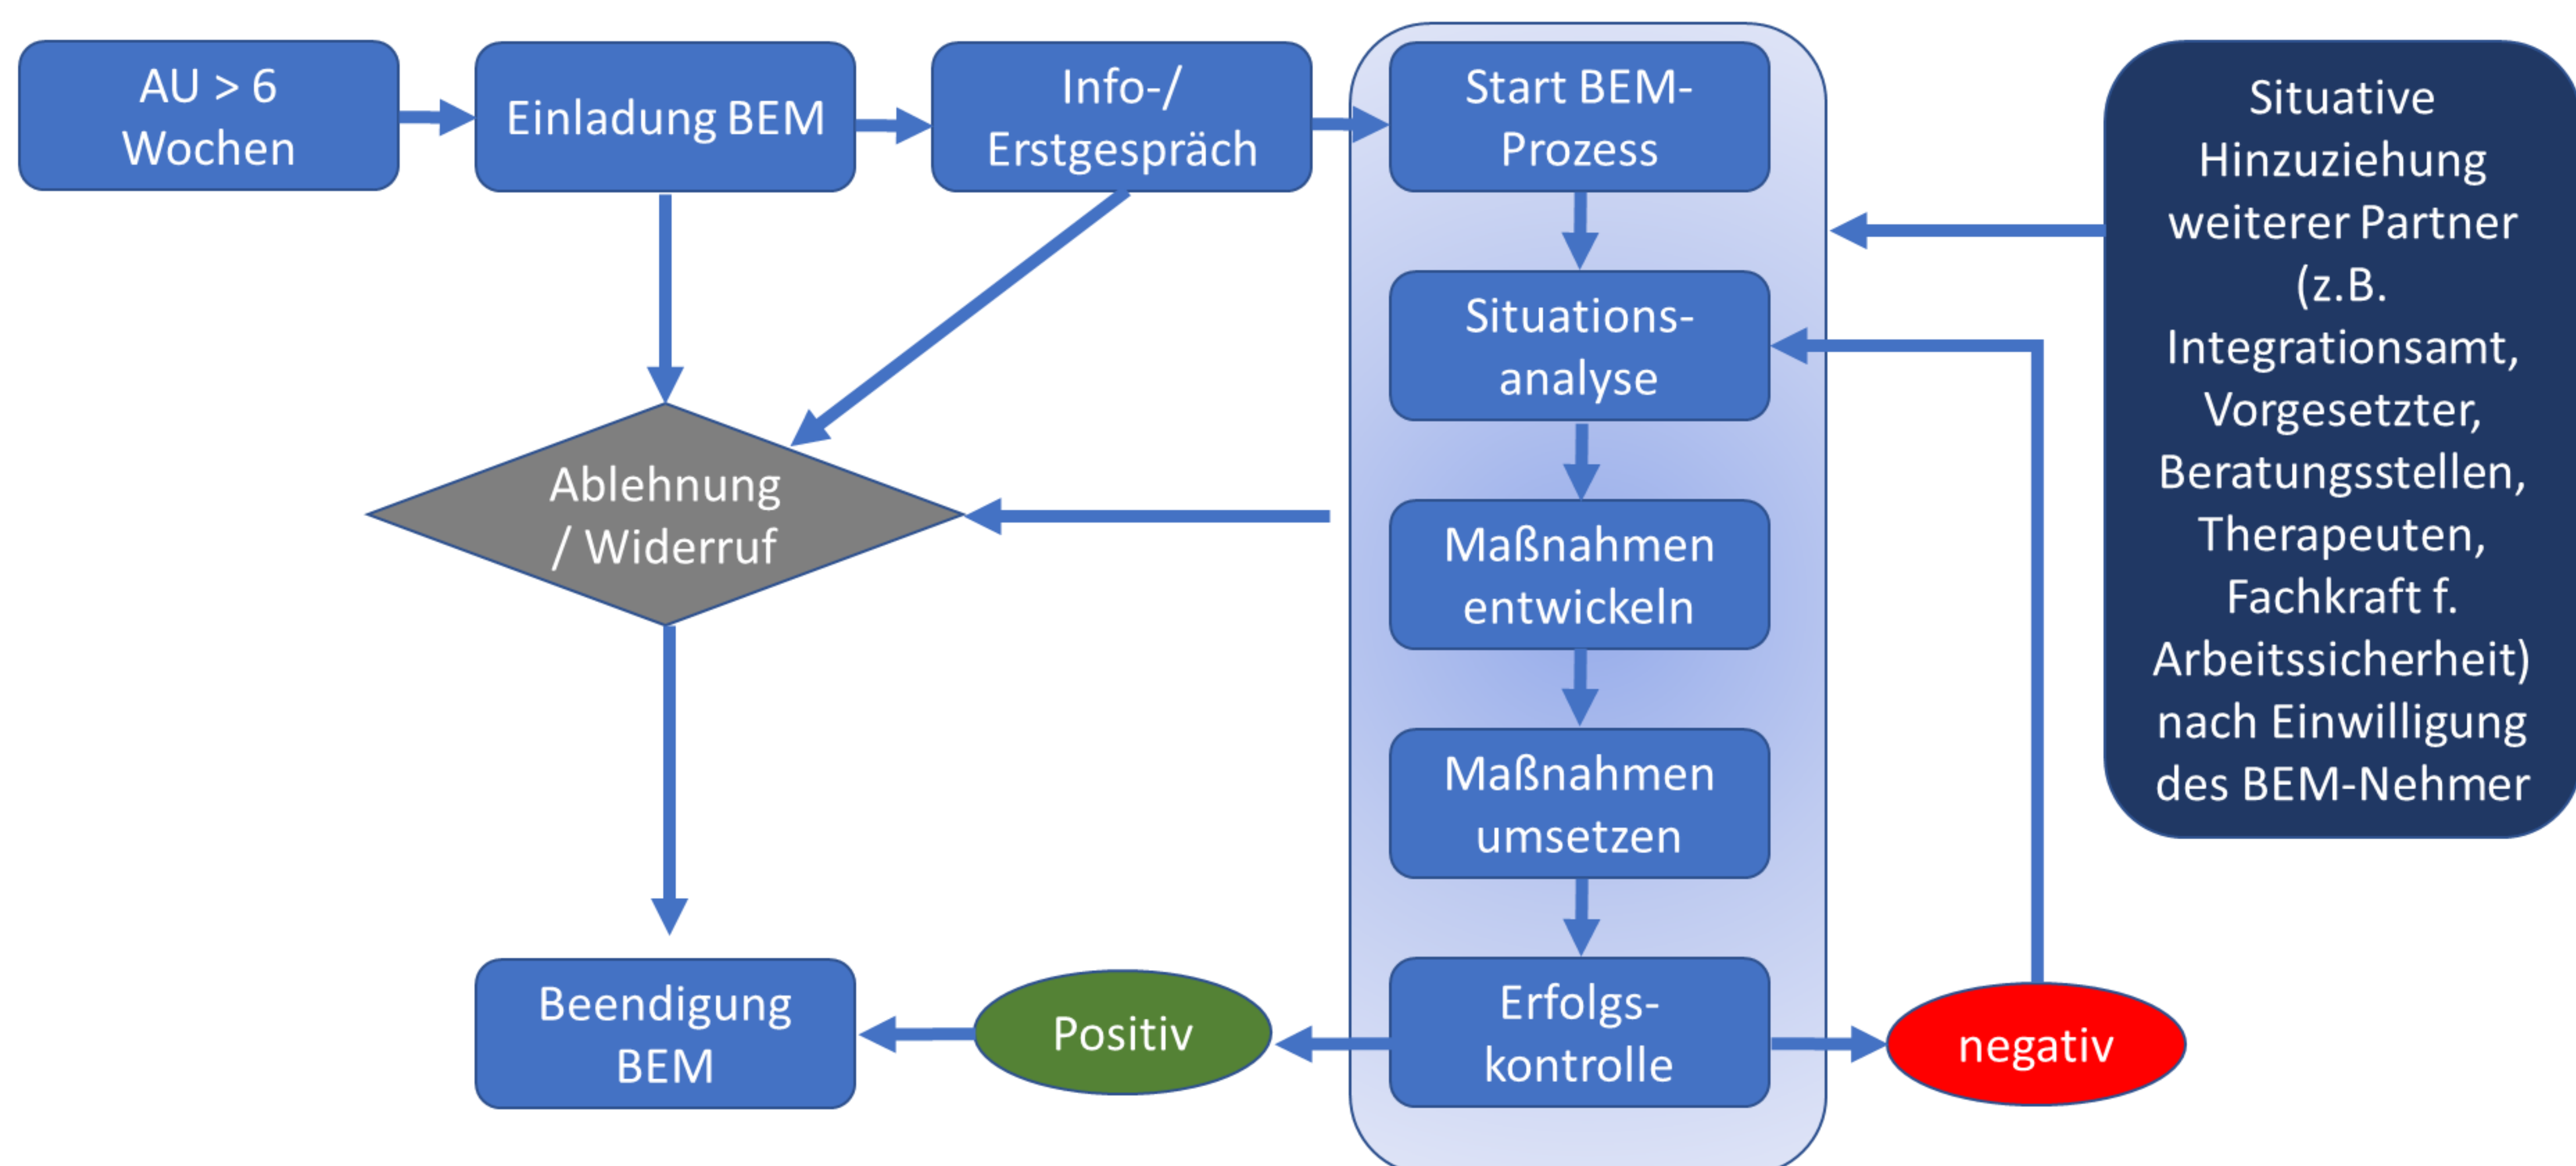 AU > 6
Wochen
Einladung BEM
Info-/
Erstgespräch
Start BEM-
Prozess
Situations-
analyse
Maßnahmen
entwickeln
Maßnahmen
umsetzen
Erfolgs-
kontrolle
Ablehnung
/ Widerruf
Beendigung
BEM
Positiv
negativ
Situative
Hinzuziehung
weiterer Partner
(z.B.
Integrationsamt,
Vorgesetzter,
Beratungsstellen,
Therapeuten,
Fachkraft f.
Arbeitssicherheit)
nach Einwilligung
des BEM-Nehmer